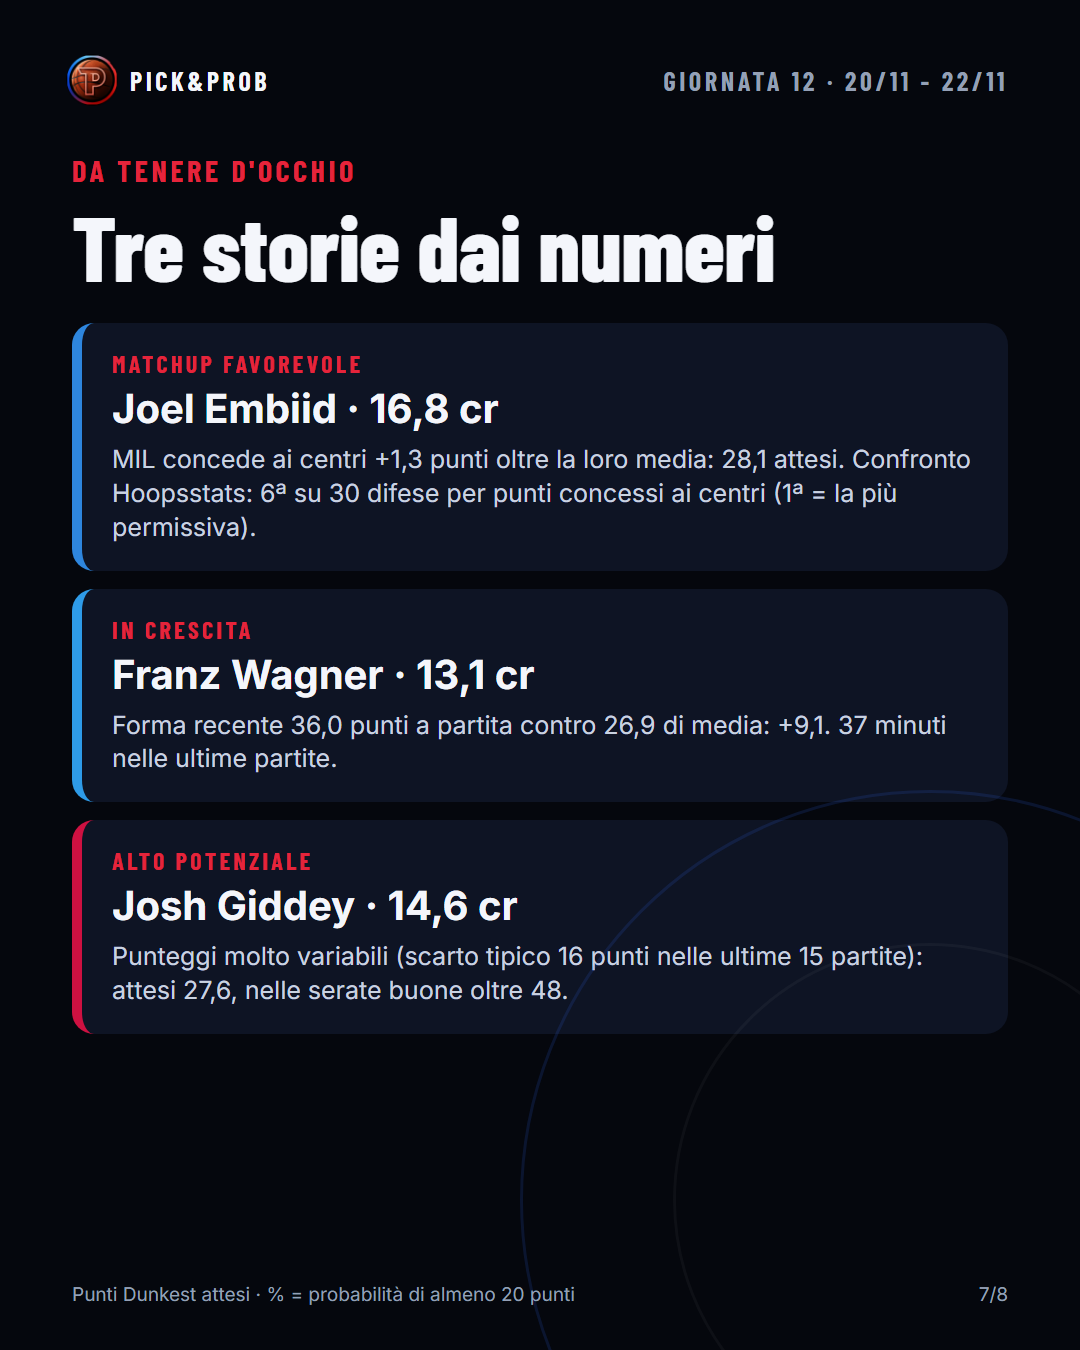 PICK&PROB
GIORNATA 12 · 20/11 - 22/11
DA TENERE D'OCCHIO
Tre storie dai numeri
MATCHUP FAVOREVOLE
Joel Embiid · 16,8 cr
MIL concede ai centri +1,3 punti oltre la loro media: 28,1 attesi. Confronto
Hoopsstats: 6ª su 30 difese per punti concessi ai centri (1ª = la più
permissiva).
IN CRESCITA
Franz Wagner · 13,1 cr
Forma recente 36,0 punti a partita contro 26,9 di media: +9,1. 37 minuti
nelle ultime partite.
ALTO POTENZIALE
Josh Giddey · 14,6 cr
Punteggi molto variabili (scarto tipico 16 punti nelle ultime 15 partite):
attesi 27,6, nelle serate buone oltre 48.
Punti Dunkest attesi · % = probabilità di almeno 20 punti
7/8